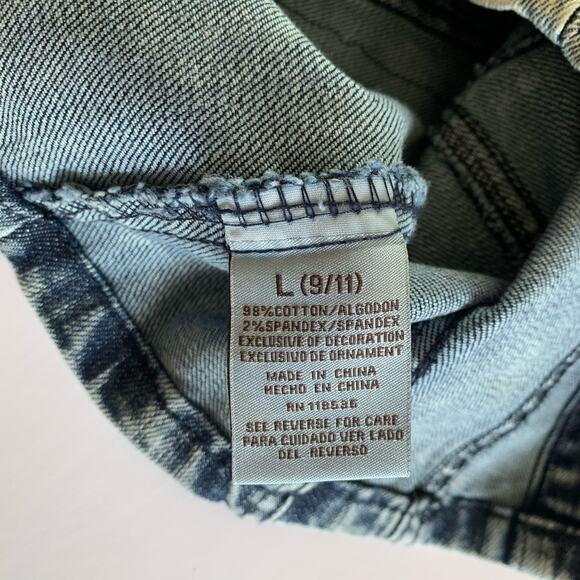 L (9/11)
98%COTTON/ALGODON
2%SPANDEX/SPANDEX
EXCLUSIVE OF DECORATION
EXCLUSIVO DE ORNAMENT
MADE IN CHINA
HECHO EN CHINA
RN 118535
SEE REVERSE FOR CARE
PARA CUIDADO VER LADO
DEL REVERSO